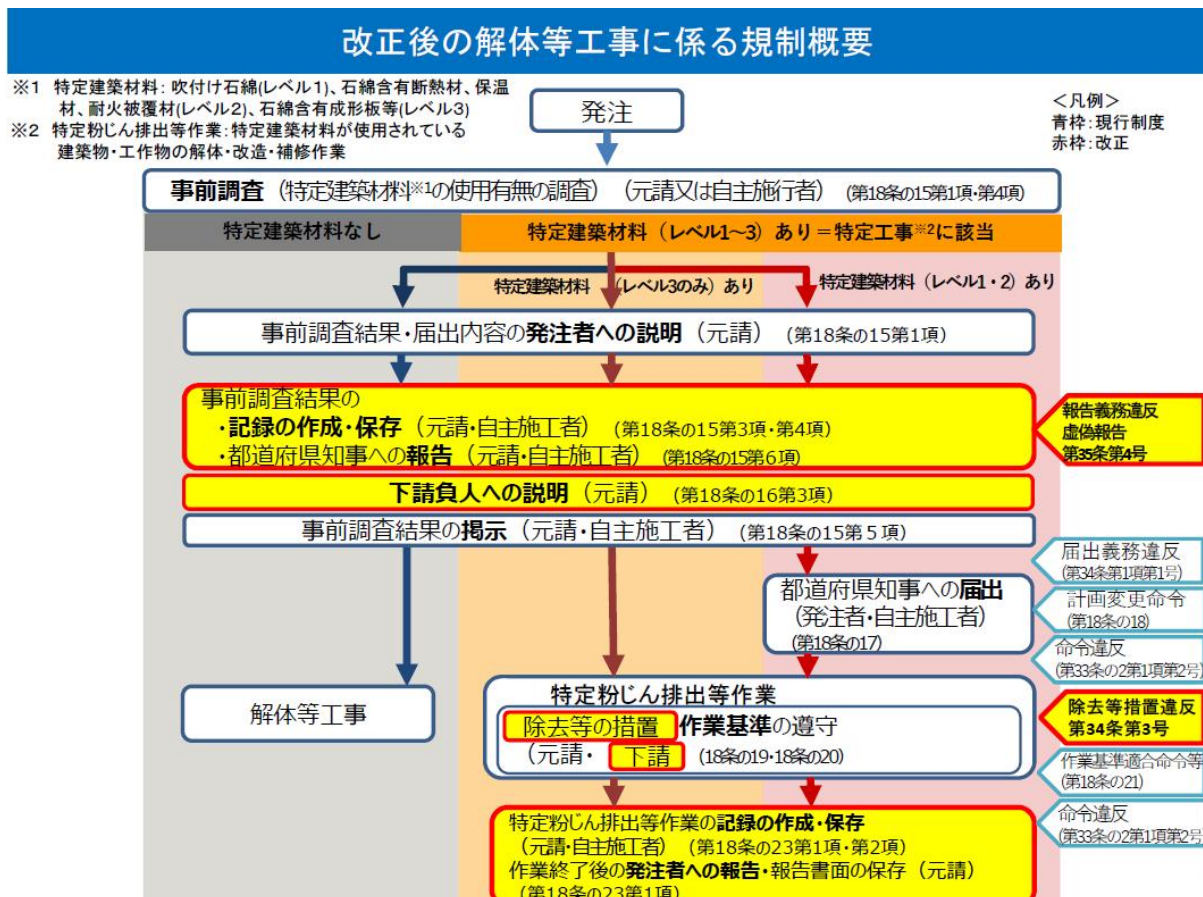 改正後の解体等工事に係る規制概要
※1 特定建築材料：吹付け石綿(レベル1)、石綿含有断熱材、保温
材、耐火被覆材(レベル2)、石綿含有成形板等(レベル3)
※2 特定粉じん排出等作業：特定建築材料が使用されている
建築物・工作物の解体・改造・補修作業
発注
＜凡例＞
青枠：現行制度
赤枠：改正
事前調査（特定建築材料※1の使用有無の調査）（元請又は自主施行者）（第18条の15第1項・第4項）
特定建築材料なし
特定建築材料（レベル1～3）あり＝特定工事※2に該当
特定建築材料（レベル3のみ）あり
特定建築材料（レベル1・2）あり
事前調査結果・届出内容の発注者への説明（元請）（第18条の15第1項）
事前調査結果の
・記録の作成・保存（元請・自主施工者）（第18条の15第3項・第4項）
・都道府県知事への報告（元請・自主施工者）（第18条の15第６項）
報告義務違反
虚偽報告
第35条第4号
下請負人への説明（元請）（第18条の16第3項）
事前調査結果の掲示（元請・自主施工者）（第18条の15第５項）
届出義務違反
(第34条第1項第1号)
都道府県知事への届出
（発注者・自主施工者）
（第18条の17）
計画変更命令
(第18条の18)
命令違反
(第33条の2第1項第2号)
解体等工事
特定粉じん排出等作業
除去等の措置 作業基準の遵守
（元請・下請 （18条の19・18条の20）
除去等措置違反
第34条第3号
作業基準適合命令等
(第18条の21)
命令違反
(第33条の2第1項第2号)
特定粉じん排出等作業の記録の作成・保存
（元請・自主施工者）（第18条の23第1項・第2項）
作業終了後の発注者への報告・報告書面の保存（元請）
（第18条の23第1項）